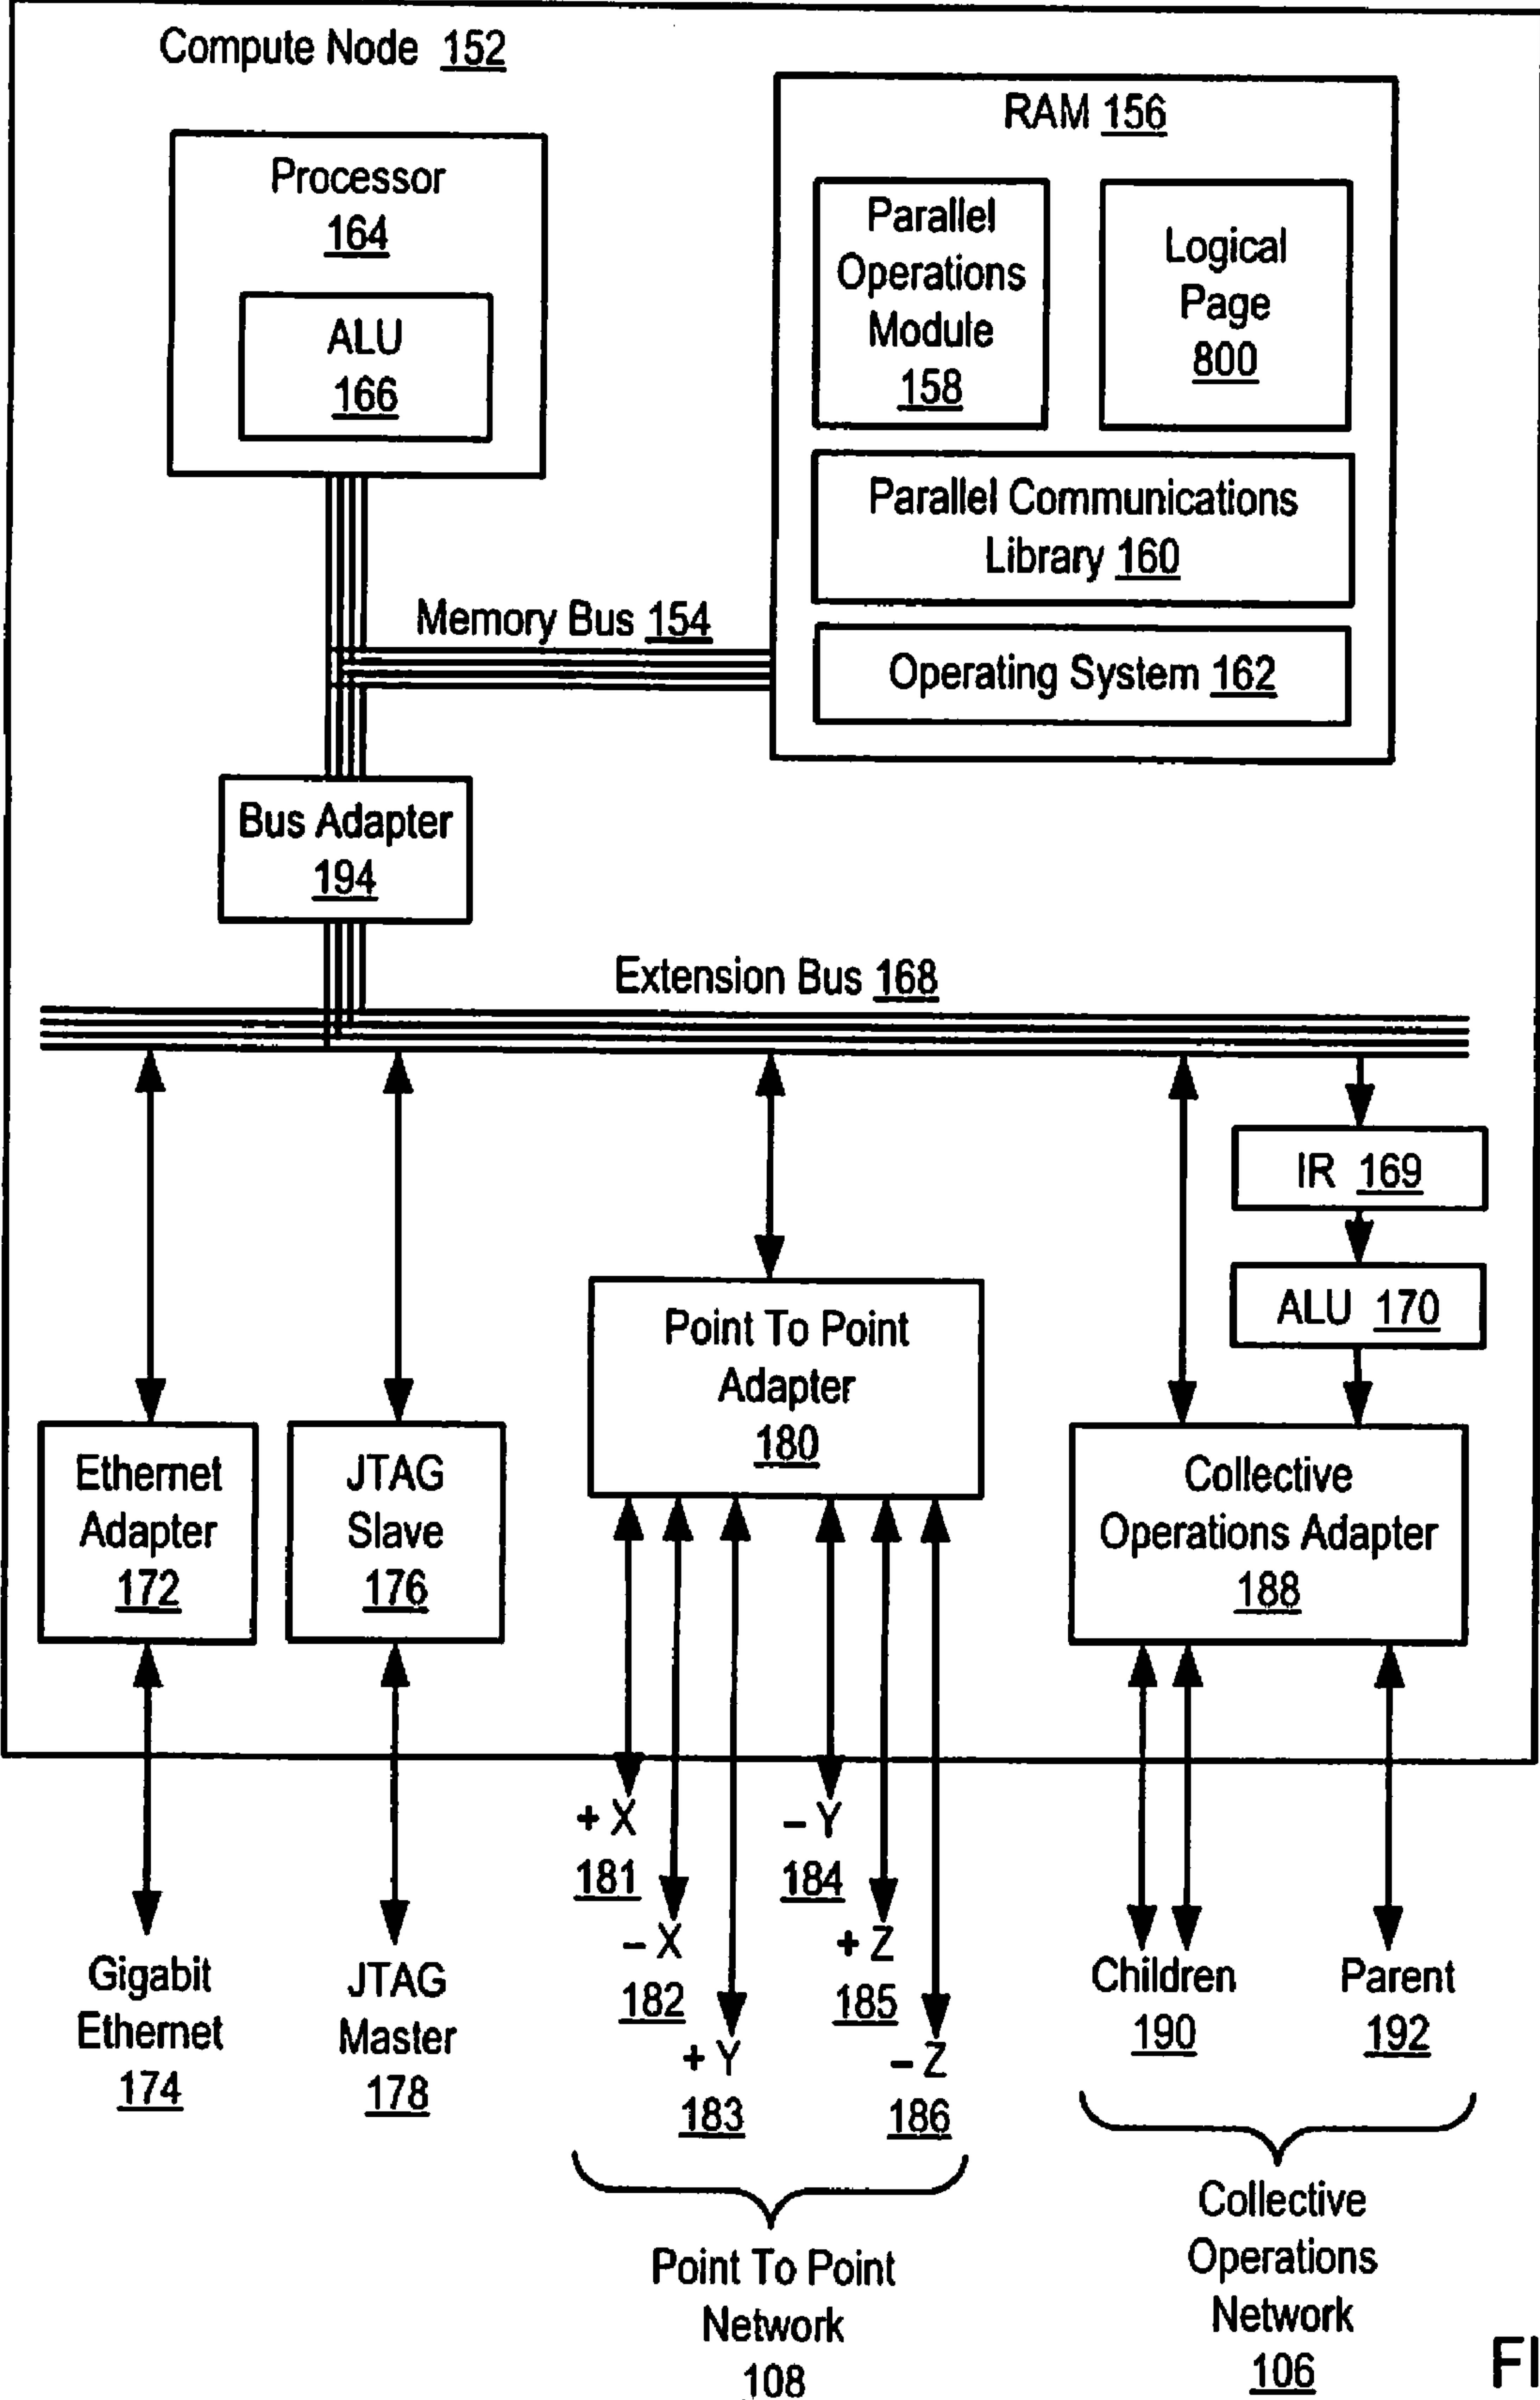 Compute Node 152
RAM 156
Processor
164
ALU
166
Parallel
Operations
Module
158
Logical
Page
800
Parallel Communications
Library 160
Operating System 162
Memory Bus 154
Bus Adapter
194
Extension Bus 168
IR 169
ALU 170
Point To Point
Adapter
180
Ethernet
Adapter
172
JTAG
Slave
176
Collective
Operations Adapter
188
+ X
181
– X
182
+ Y
183
– Y
184
+ Z
185
– Z
186
Gigabit
Ethernet
174
JTAG
Master
178
Children
190
Parent
192
Point To Point
Network
108
Collective
Operations
Network
106
FI